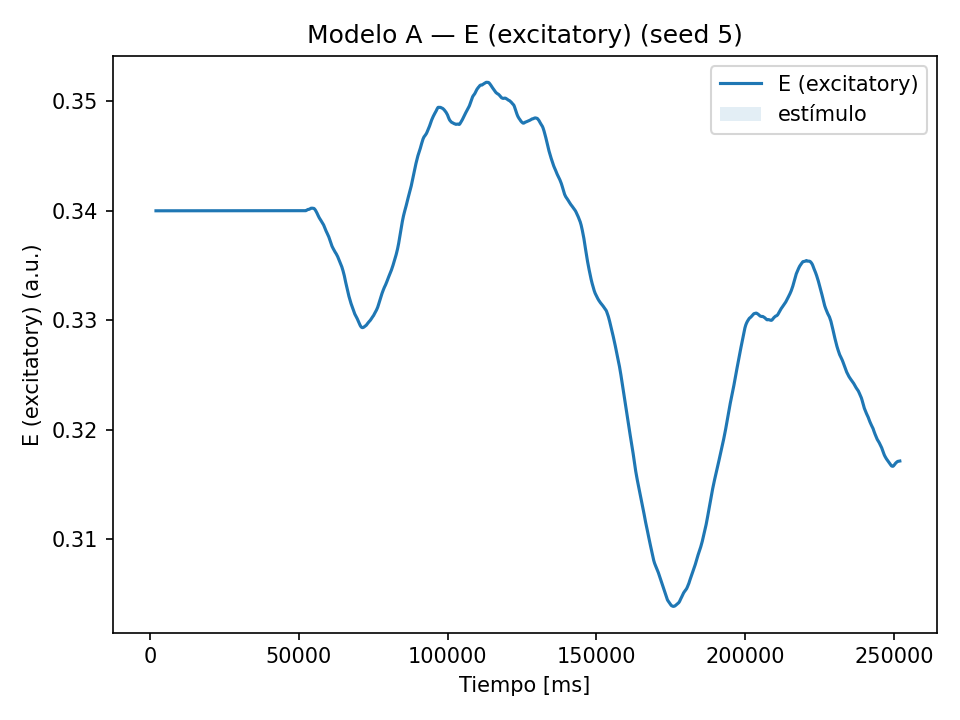 Modelo A — E (excitatory) (seed 5)
E (excitatory)
estímulo
E (excitatory) (a.u.)
0.35
0.34
0.33
0.32
0.31
0
50000
100000
150000
200000
250000
Tiempo [ms]